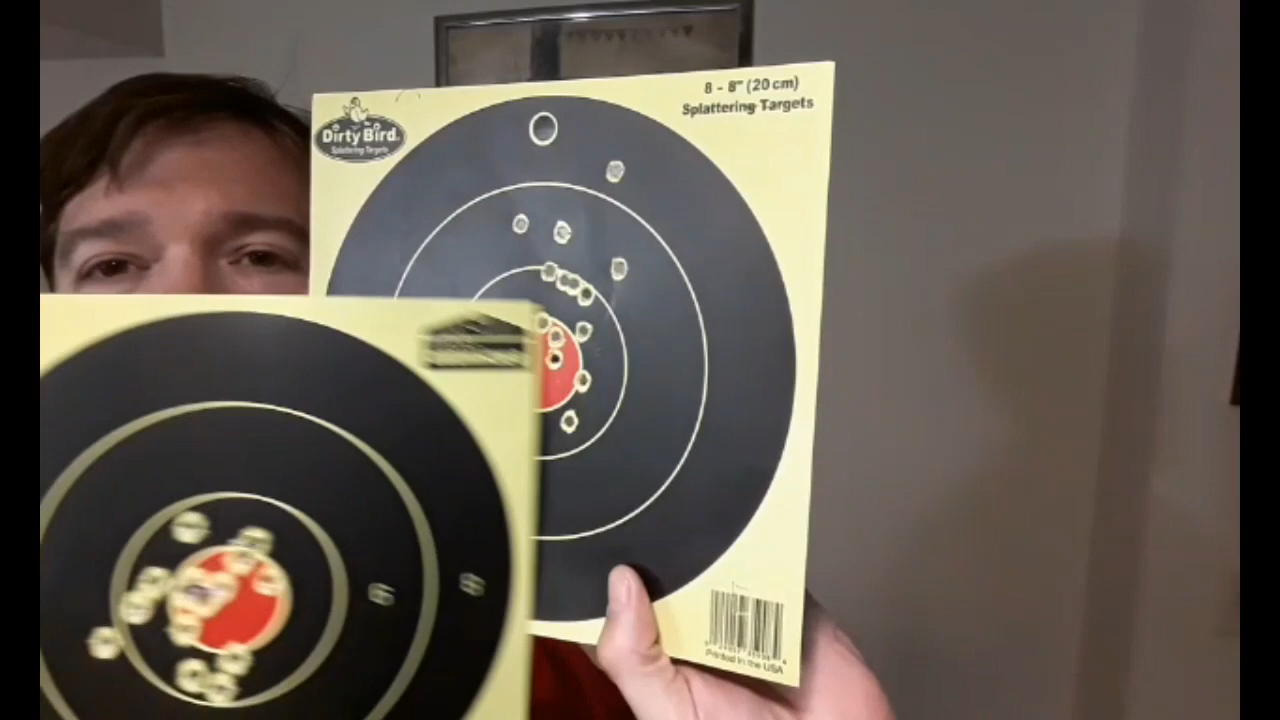 8 - 8" (20 cm)
Splattering Targets
Dirty Bird
Splattering Targets
Printed in the USA